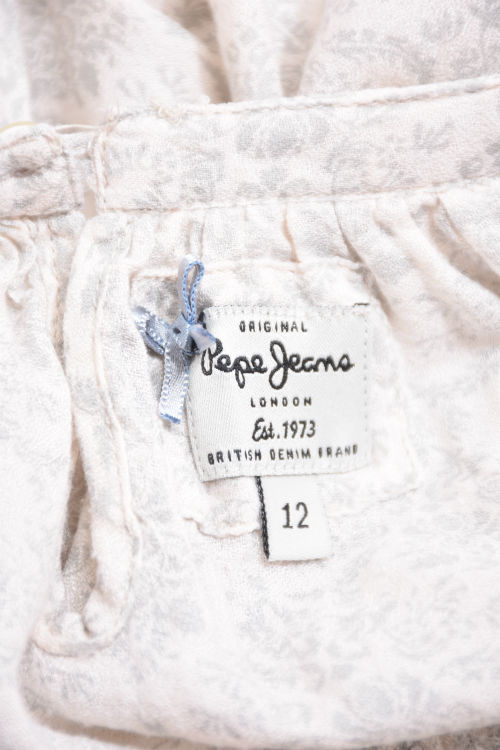 ORIGINAL
Pepe Jeans
LONDON
Est. 1973
BRITISH DENIM BRAND
12